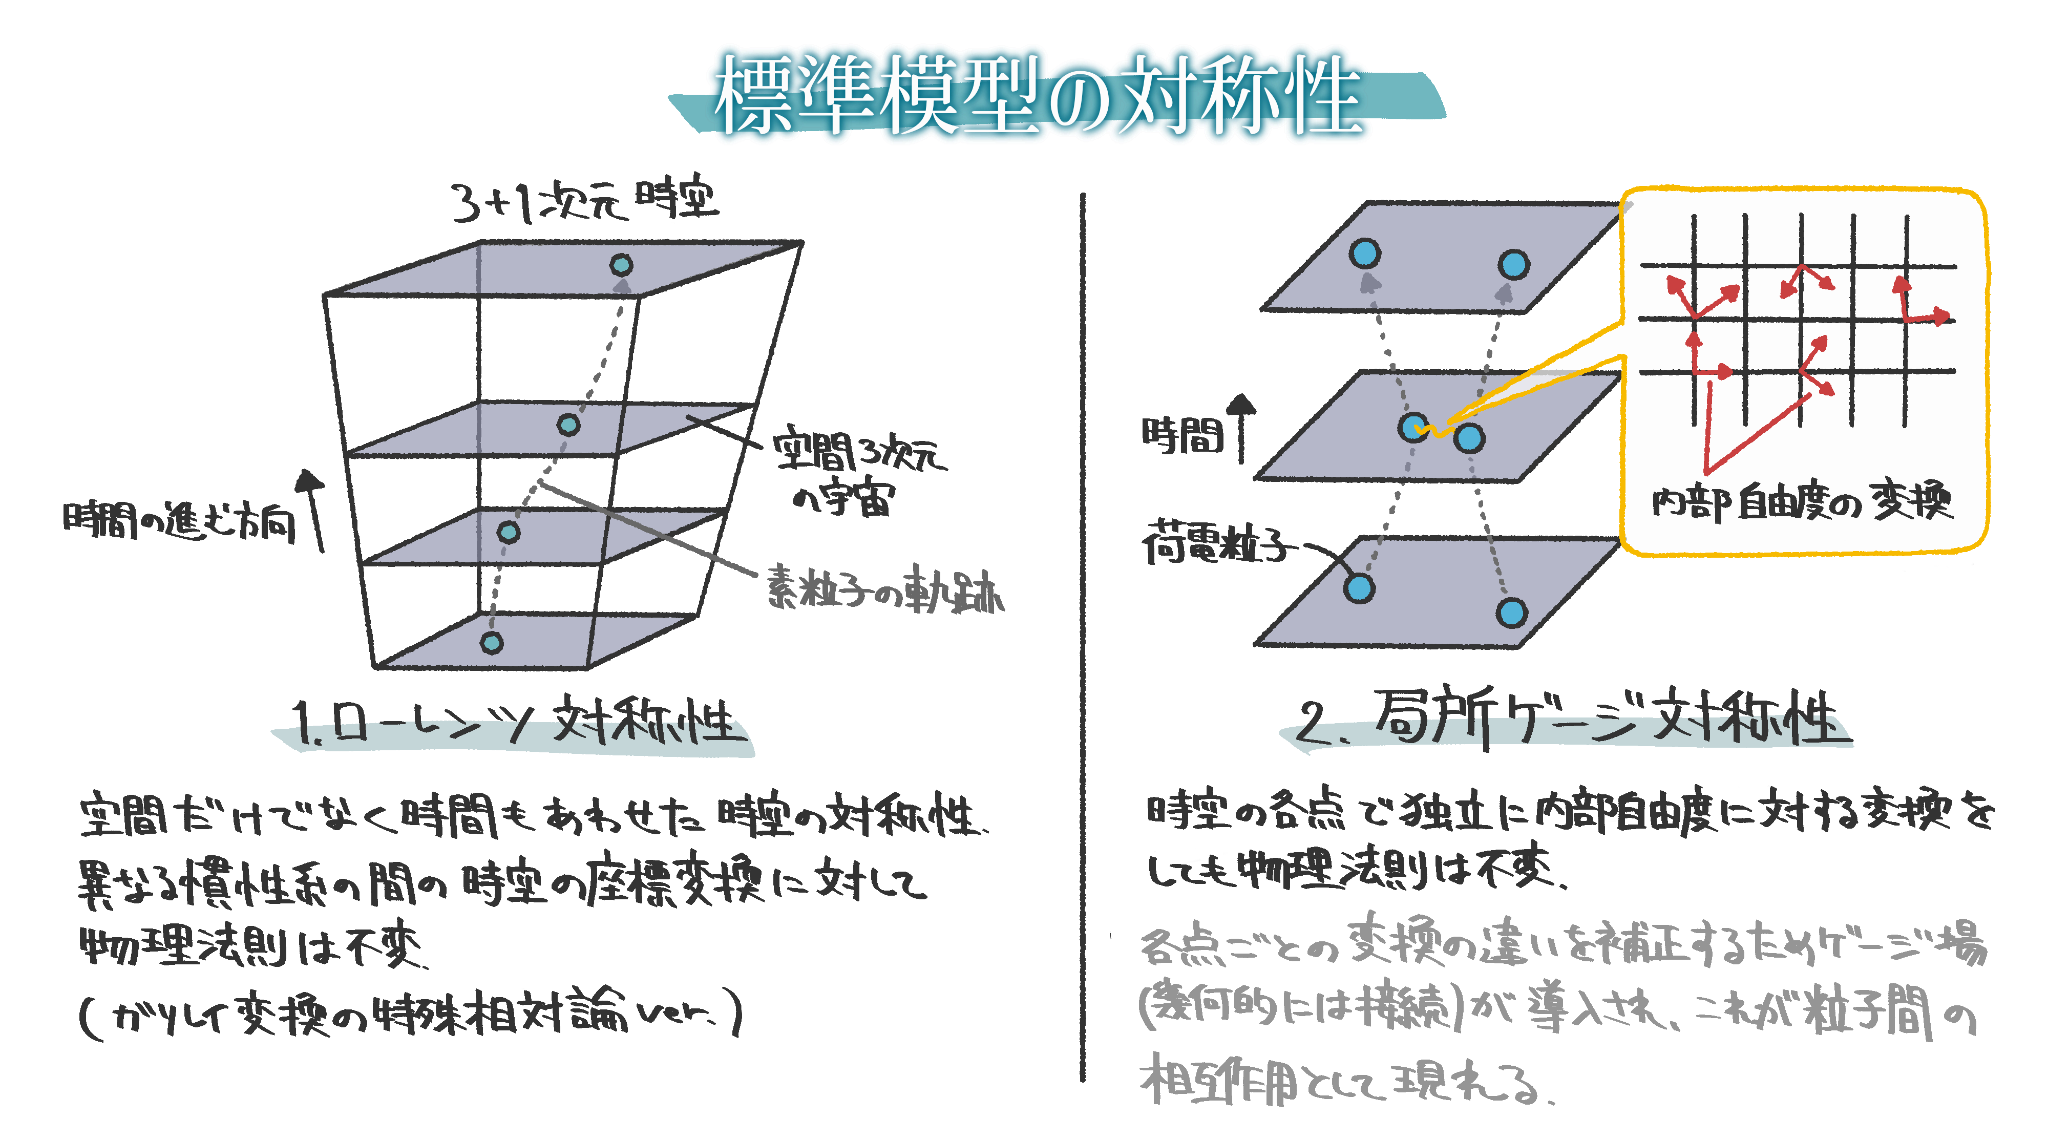 標準模型の対称性
3+1次元 時空
空間3次元
の宇宙
時間の進む方向
素粒子の軌跡
1.ローレンツ対称性
空間だけでなく時間もあわせた時空の対称性.
異なる慣性系の間の時空の座標変換に対して
物理法則は不変.
(ガリレイ変換の特殊相対論ver.)
時間
荷電粒子
内部自由度の変換
2.局所ゲージ対称性
時空の各点で独立に内部自由度に対する変換を
しても物理法則は不変.
各点ごとの変換の違いを補正するためゲージ場
(幾何的には接続)が導入され、これが粒子間の
相互作用として現れる.